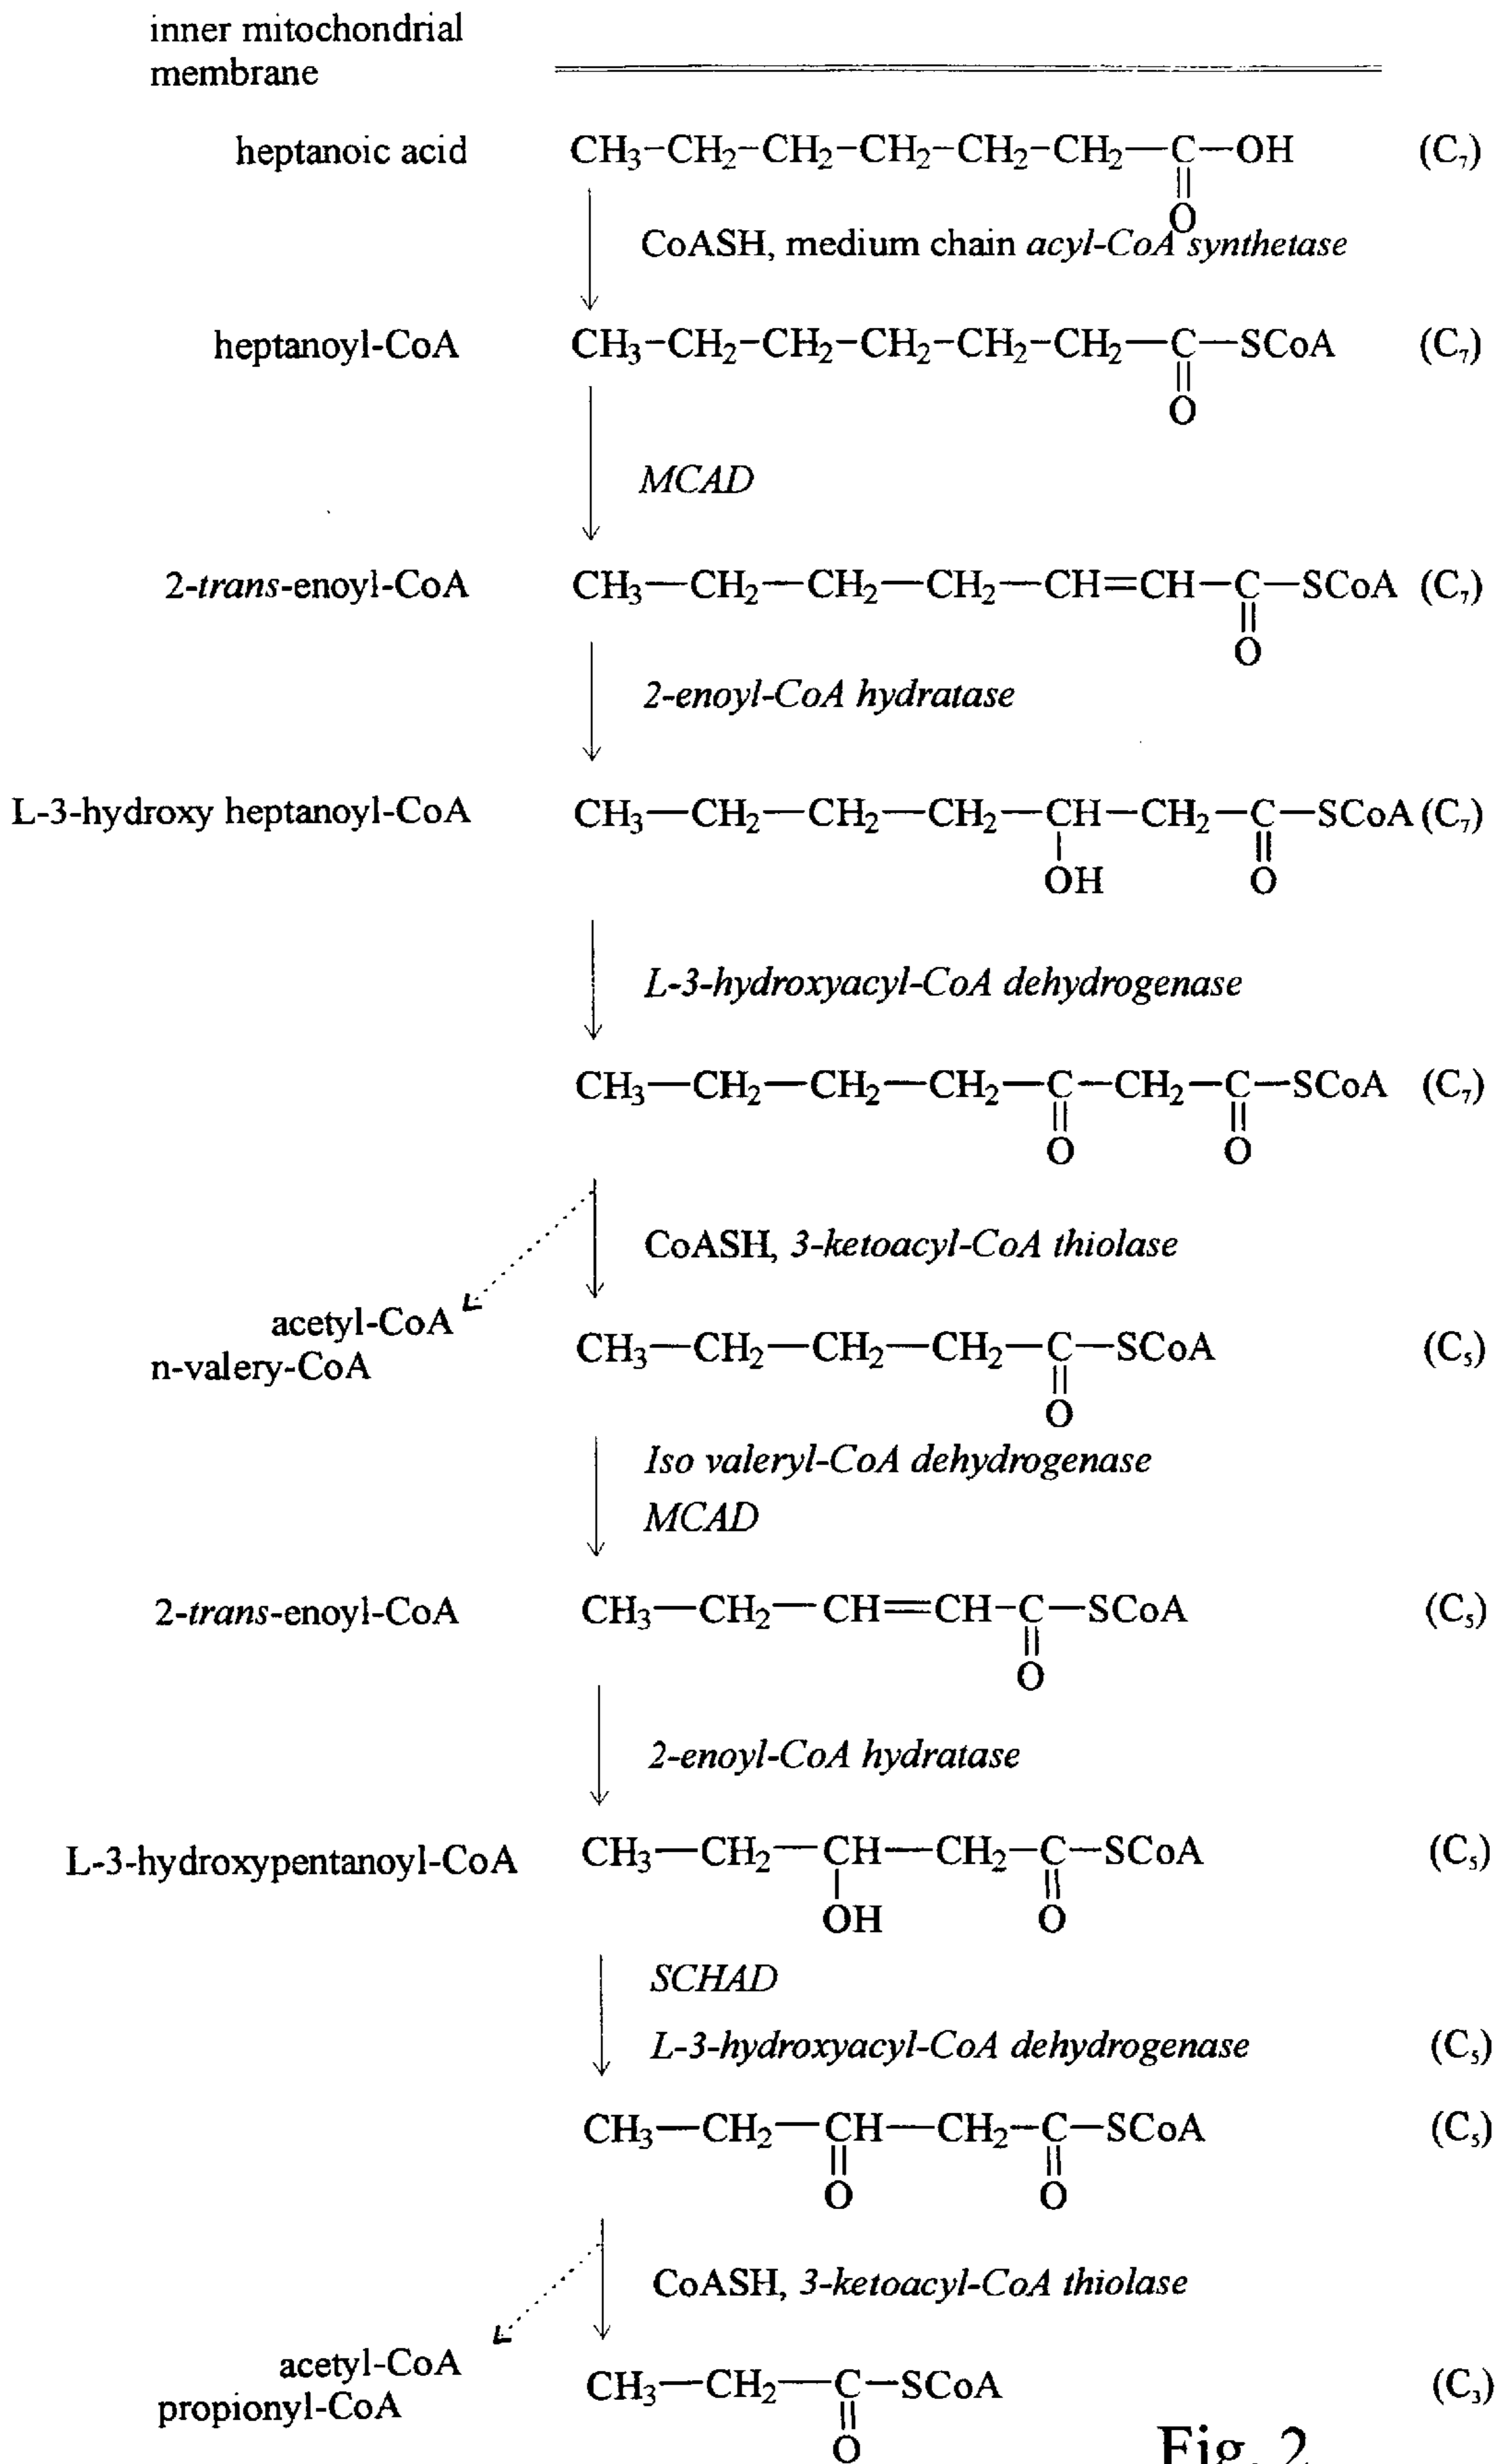 inner mitochondrial
membrane
heptanoic acid CH₃-CH₂-CH₂-CH₂-CH₂-CH₂—C—OH (C₇)
O
CoASH, medium chain acyl-CoA synthetase
heptanoyl-CoA CH₃-CH₂-CH₂-CH₂-CH₂-CH₂—C—SCoA (C₇)
O
MCAD
2-trans-enoyl-CoA CH₃—CH₂—CH₂—CH₂—CH=CH—C—SCoA (C₇)
O
2-enoyl-CoA hydratase
L-3-hydroxy heptanoyl-CoA CH₃—CH₂—CH₂—CH₂—CH—CH₂—C—SCoA (C₇)
OH O
L-3-hydroxyacyl-CoA dehydrogenase
CH₃—CH₂—CH₂—CH₂—C—CH₂—C—SCoA (C₇)
O O
CoASH, 3-ketoacyl-CoA thiolase
acetyl-CoA
n-valery-CoA CH₃—CH₂—CH₂—CH₂—C—SCoA (C₅)
O
Iso valeryl-CoA dehydrogenase
MCAD
2-trans-enoyl-CoA CH₃—CH₂—CH=CH-C—SCoA (C₅)
O
2-enoyl-CoA hydratase
L-3-hydroxypentanoyl-CoA CH₃—CH₂—CH—CH₂—C—SCoA (C₅)
OH O
SCHAD
L-3-hydroxyacyl-CoA dehydrogenase (C₅)
CH₃—CH₂—CH—CH₂—C—SCoA (C₅)
O O
CoASH, 3-ketoacyl-CoA thiolase
acetyl-CoA
propionyl-CoA CH₃—CH₂—C—SCoA (C₃)
O
Fig. 2